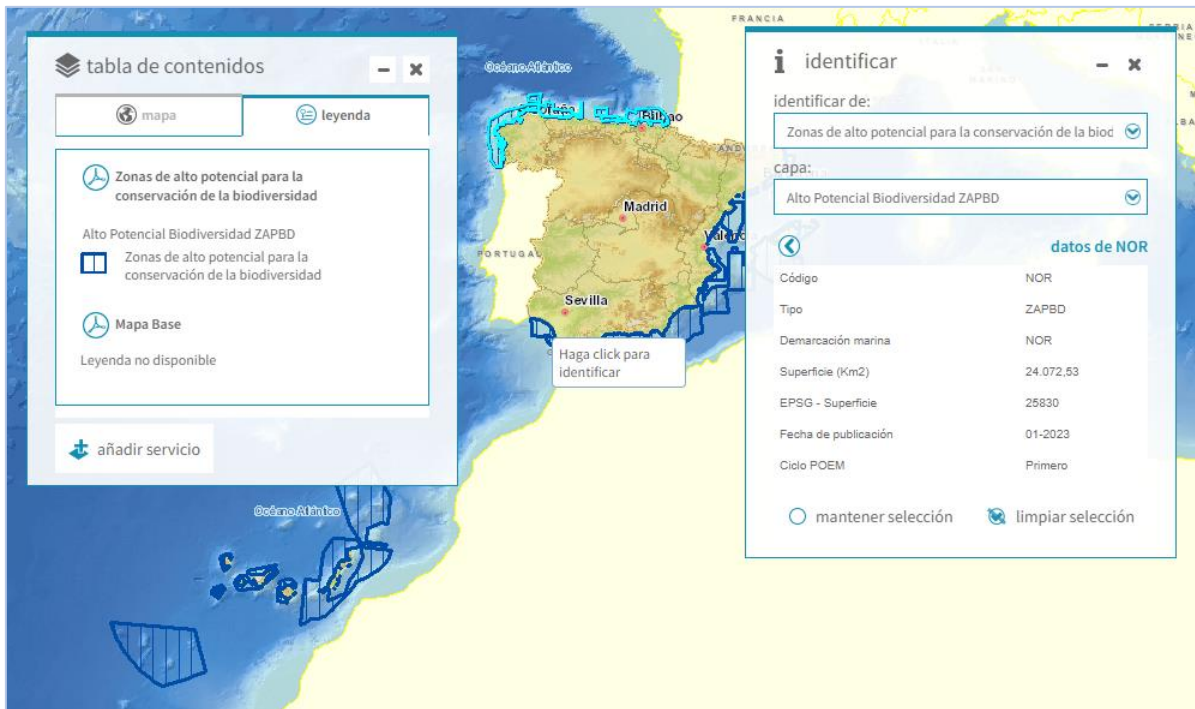 tabla de contenidos
mapa
leyenda
Zonas de alto potencial para la
conservación de la biodiversidad
Alto Potencial Biodiversidad ZAPBD
Zonas de alto potencial para la
conservación de la biodiversidad
Mapa Base
Leyenda no disponible
añadir servicio
FRANCIA
Océano Atlántico
Bilbao
Madrid
PORTUGAL
Sevilla
Haga click para
identificar
Océano Atlántico
identificar
identificar de:
Zonas de alto potencial para la conservación de la biod
capa:
Alto Potencial Biodiversidad ZAPBD
datos de NOR
Código NOR
Tipo ZAPBD
Demarcación marina NOR
Superficie (Km2) 24.072,53
EPSG - Superficie 25830
Fecha de publicación 01-2023
Ciclo POEM Primero
mantener selección
limpiar selección